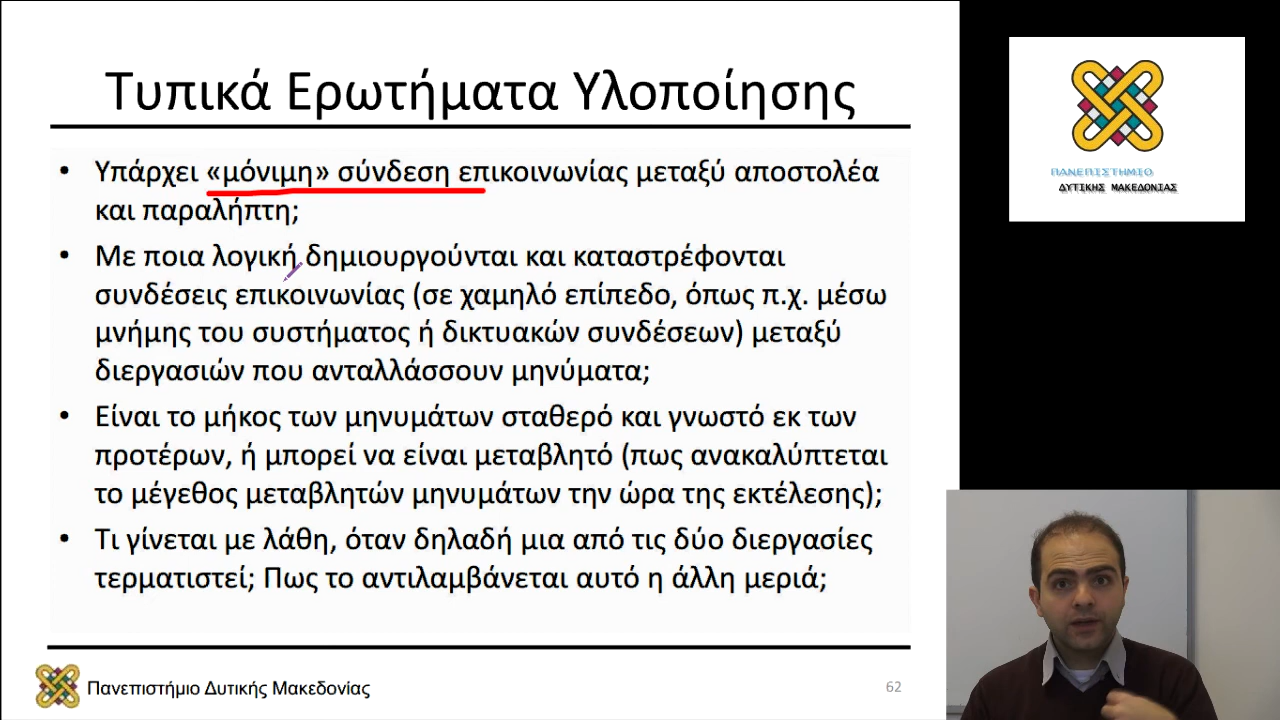 Τυπικά Ερωτήματα Υλοποίησης
• Υπάρχει «μόνιμη» σύνδεση επικοινωνίας μεταξύ αποστολέα
και παραλήπτη;
• Με ποια λογική δημιουργούνται και καταστρέφονται
συνδέσεις επικοινωνίας (σε χαμηλό επίπεδο, όπως π.χ. μέσω
μνήμης του συστήματος ή δικτυακών συνδέσεων) μεταξύ
διεργασιών που ανταλλάσσουν μηνύματα;
• Είναι το μήκος των μηνυμάτων σταθερό και γνωστό εκ των
προτέρων, ή μπορεί να είναι μεταβλητό (πως ανακαλύπτεται
το μέγεθος μεταβλητών μηνυμάτων την ώρα της εκτέλεσης);
• Τι γίνεται με λάθη, όταν δηλαδή μια από τις δύο διεργασίες
τερματιστεί; Πως το αντιλαμβάνεται αυτό η άλλη μεριά;
Πανεπιστήμιο Δυτικής Μακεδονίας
62
ΠΑΝΕΠΙΣΤΗΜΙΟ
ΔΥΤΙΚΗΣ ΜΑΚΕΔΟΝΙΑΣ